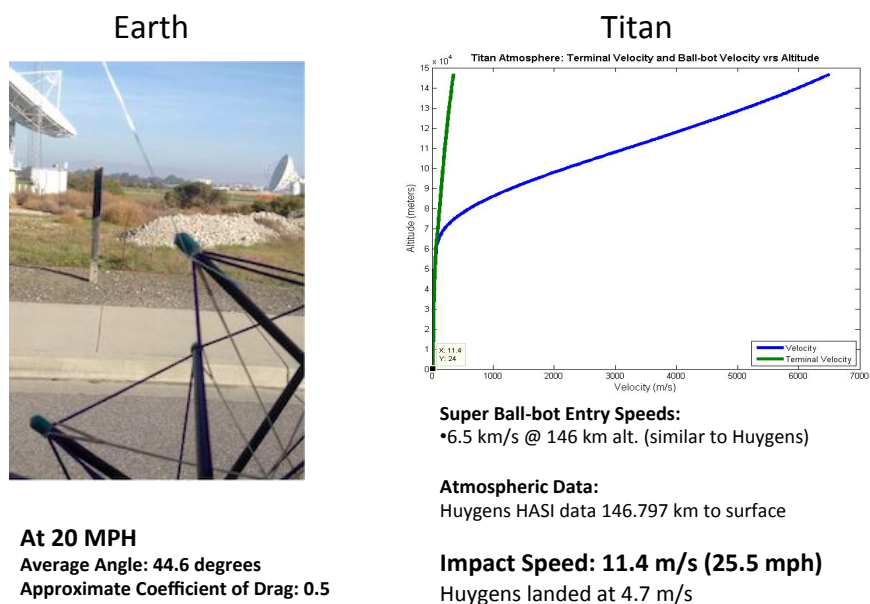 Earth
Titan
Titan Atmosphere: Terminal Velocity and Ball-bot Velocity vrs Altitude
x 10⁴
15
14
13
12
11
10
9
8
7
6
5
4
3
2
1
0
Altitude (meters)
X: 11.4
Y: 24
Velocity
Terminal Velocity
0 1000 2000 3000 4000 5000 6000 7000
Velocity (m/s)
Super Ball-bot Entry Speeds:
•6.5 km/s @ 146 km alt. (similar to Huygens)
Atmospheric Data:
Huygens HASI data 146.797 km to surface
Impact Speed: 11.4 m/s (25.5 mph)
Huygens landed at 4.7 m/s
At 20 MPH
Average Angle: 44.6 degrees
Approximate Coefficient of Drag: 0.5